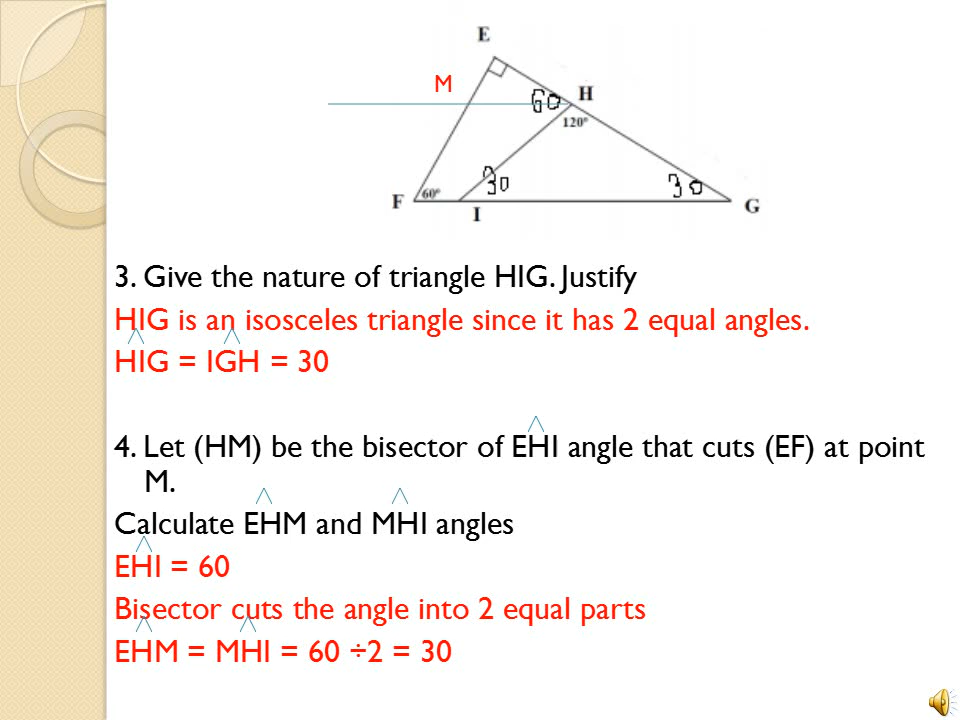 E
M
60 H
120°
30 30
F 60° I G
3. Give the nature of triangle HIG. Justify
HIG is an isosceles triangle since it has 2 equal angles.
HIG = IGH = 30
4. Let (HM) be the bisector of EHI angle that cuts (EF) at point
M.
Calculate EHM and MHI angles
EHI = 60
Bisector cuts the angle into 2 equal parts
EHM = MHI = 60 ÷2 = 30